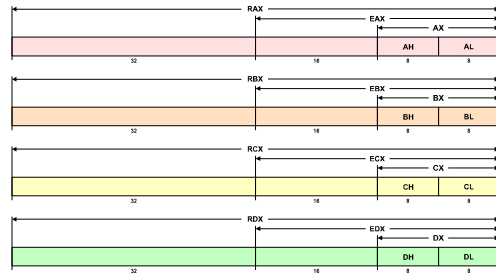 RAX
EAX
AX
AH AL
32 16 8 8
RBX
EBX
BX
BH BL
32 16 8 8
RCX
ECX
CX
CH CL
32 16 8 8
RDX
EDX
DX
DH DL
32 16 8 8